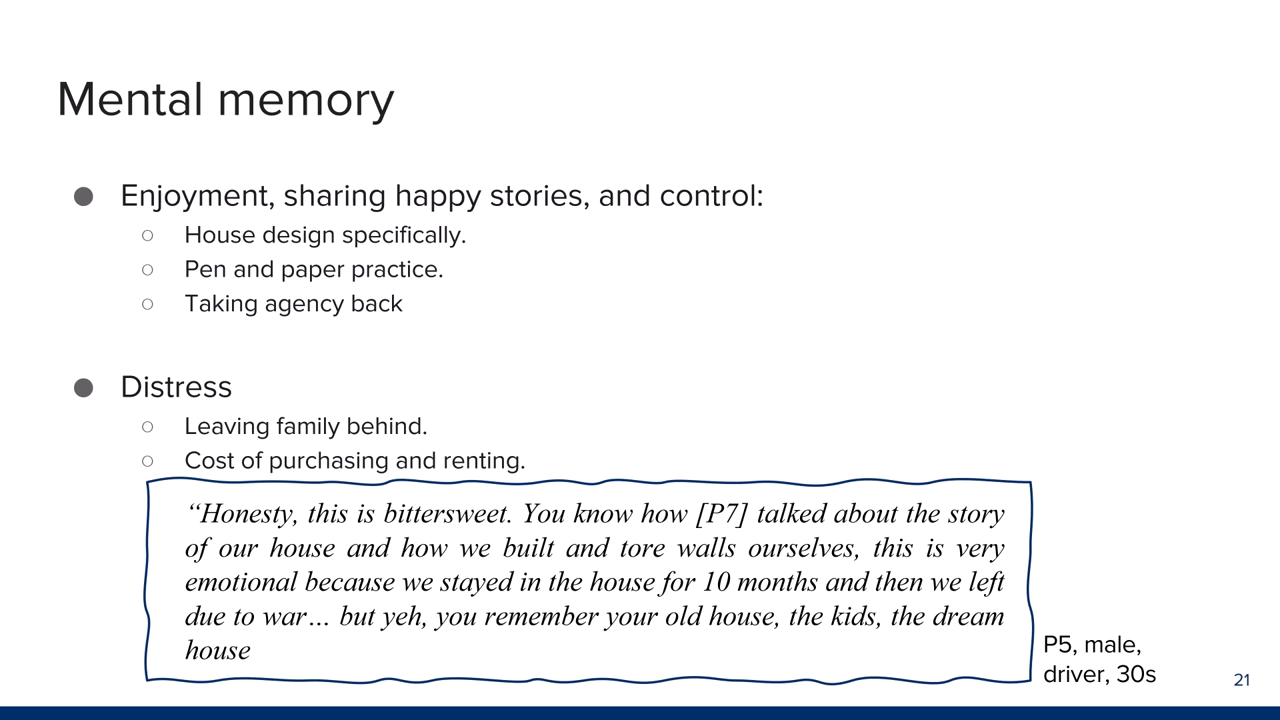 Mental memory
● Enjoyment, sharing happy stories, and control:
○ House design specifically.
○ Pen and paper practice.
○ Taking agency back
● Distress
○ Leaving family behind.
○ Cost of purchasing and renting.
“Honesty, this is bittersweet. You know how [P7] talked about the story
of our house and how we built and tore walls ourselves, this is very
emotional because we stayed in the house for 10 months and then we left
due to war… but yeh, you remember your old house, the kids, the dream
house
P5, male,
driver, 30s
21